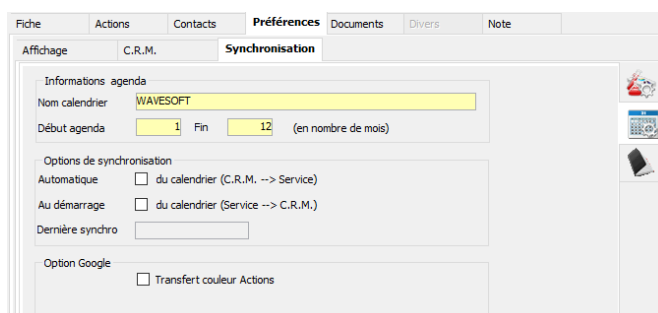 Fiche Actions Contacts Préférences Documents Divers Note
Affichage C.R.M. Synchronisation
Informations agenda
Nom calendrier WAVESOFT
Début agenda 1 Fin 12 (en nombre de mois)
Options de synchronisation
Automatique du calendrier (C.R.M. --> Service)
Au démarrage du calendrier (Service --> C.R.M.)
Dernière synchro
Option Google
Transfert couleur Actions